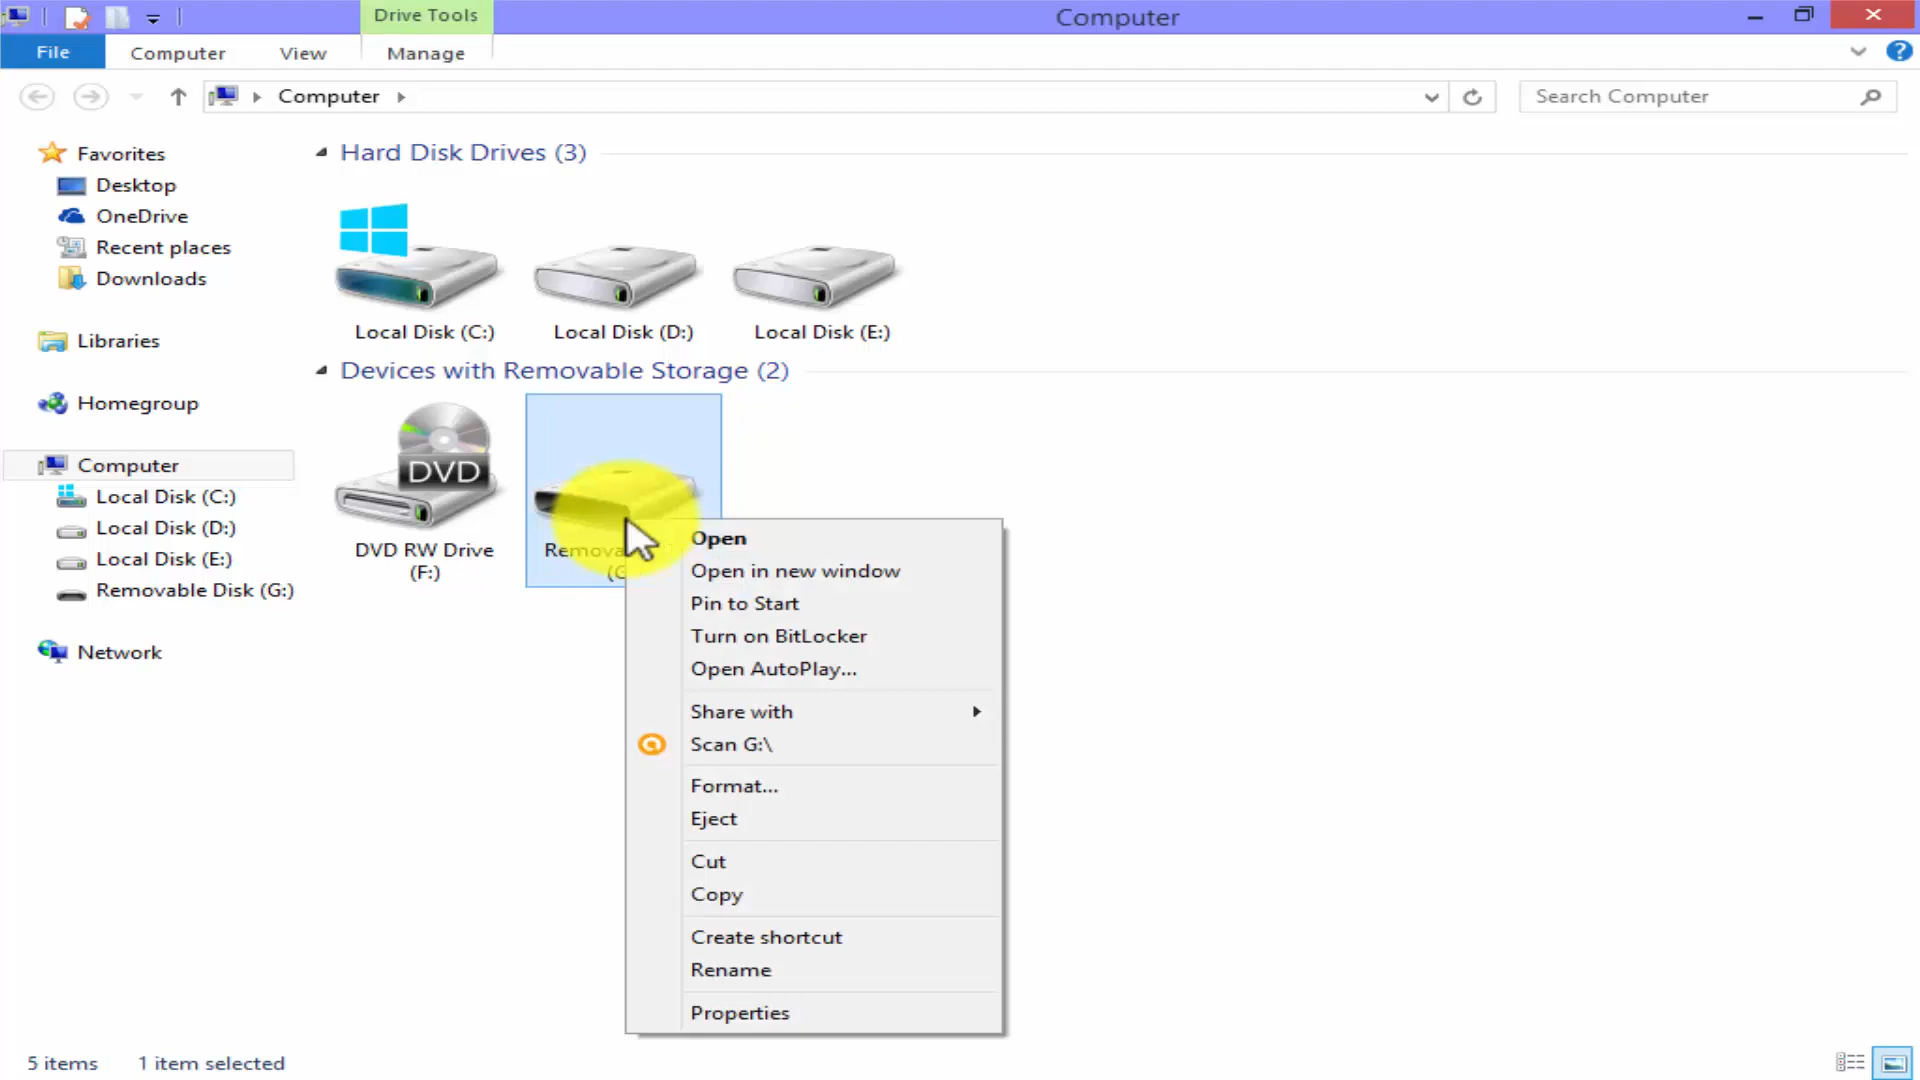 Drive Tools
Computer
File
Computer
View
Manage
Computer
Search Computer
Favorites
Desktop
OneDrive
Recent places
Downloads
Libraries
Homegroup
Computer
Local Disk (C:)
Local Disk (D:)
Local Disk (E:)
Removable Disk (G:)
Network
Hard Disk Drives (3)
Local Disk (C:)
Local Disk (D:)
Local Disk (E:)
Devices with Removable Storage (2)
DVD
DVD RW Drive
(F:)
Open
Open in new window
Pin to Start
Turn on BitLocker
Open AutoPlay...
Share with
Scan G:\
Format...
Eject
Cut
Copy
Create shortcut
Rename
Properties
5 items
1 item selected